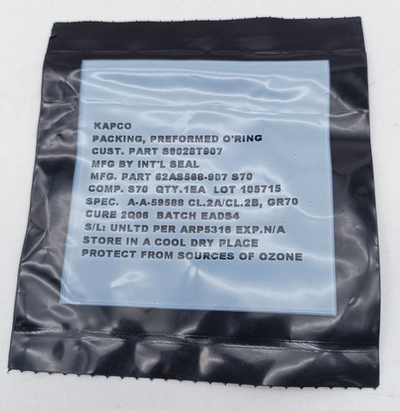 KAPCO
PACKING, PREFORMED O'RING
CUST. PART S9028T907
MFG BY INT'L SEAL
MFG. PART 62AS568-907 S70
COMP. S70 QTY.1EA LOT 105715
SPEC. A-A-59588 CL.2A/CL.2B, GR70
CURE 2Q06 BATCH EADS4
S/L: UNLTD PER ARP5316 EXP.N/A
STORE IN A COOL DRY PLACE
PROTECT FROM SOURCES OF OZONE